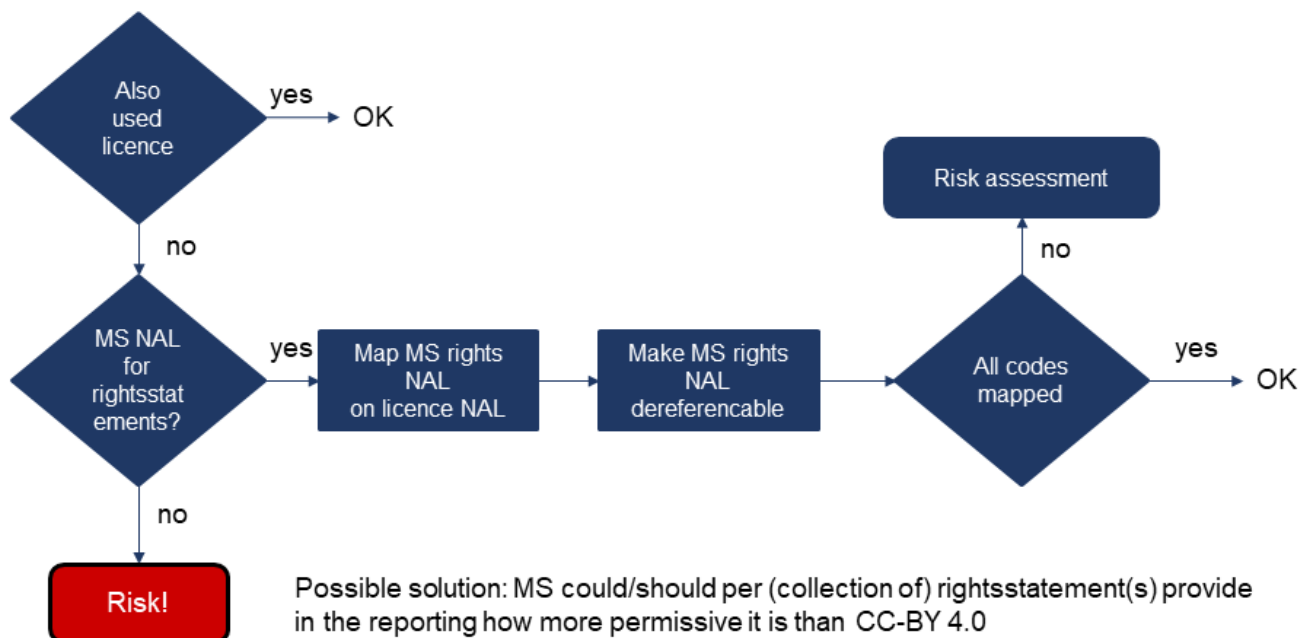 Also
used
licence
yes
OK
no
MS NAL
for
rightsstat
ements?
yes
Map MS rights
NAL
on licence NAL
Make MS rights
NAL
dereferencable
All codes
mapped
yes
OK
no
Risk assessment
no
Risk!
Possible solution: MS could/should per (collection of) rightsstatement(s) provide
in the reporting how more permissive it is than CC-BY 4.0